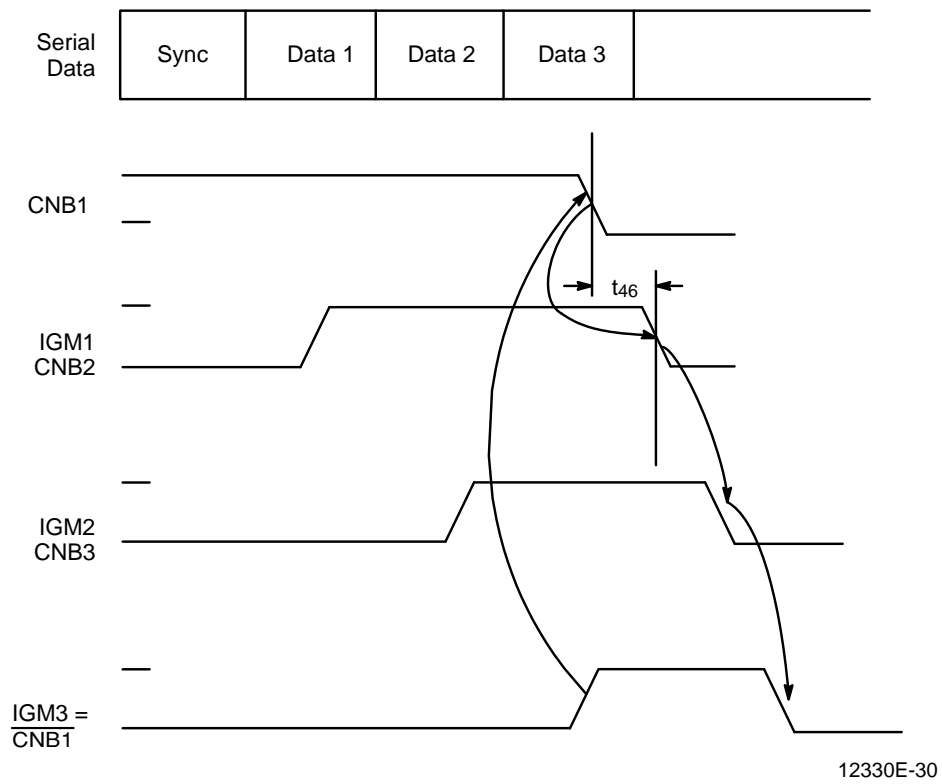 Serial
Data
Sync
Data 1
Data 2
Data 3
CNB1
t46
IGM1
CNB2
IGM2
CNB3
IGM3 =
CNB1
12330E-30